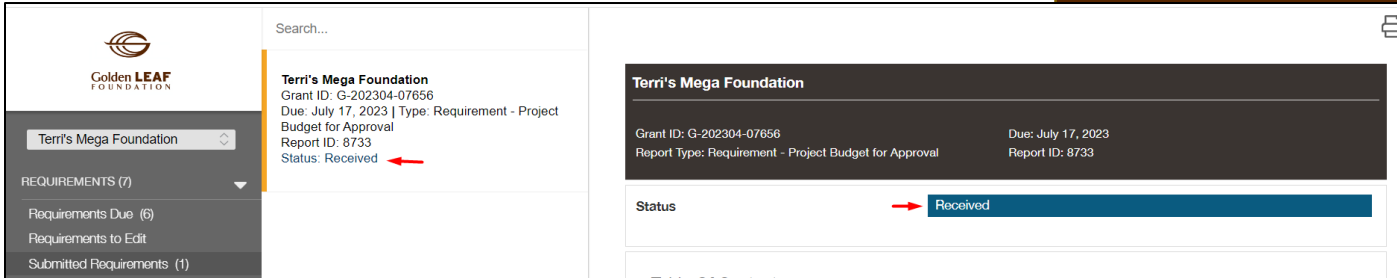 Golden LEAF
FOUNDATION
Terri's Mega Foundation
REQUIREMENTS (7)
Requirements Due (6)
Requirements to Edit
Submitted Requirements (1)
Search...
Terri's Mega Foundation
Grant ID: G-202304-07656
Due: July 17, 2023 | Type: Requirement - Project
Budget for Approval
Report ID: 8733
Status: Received
Terri's Mega Foundation
Grant ID: G-202304-07656 Due: July 17, 2023
Report Type: Requirement - Project Budget for Approval Report ID: 8733
Status Received